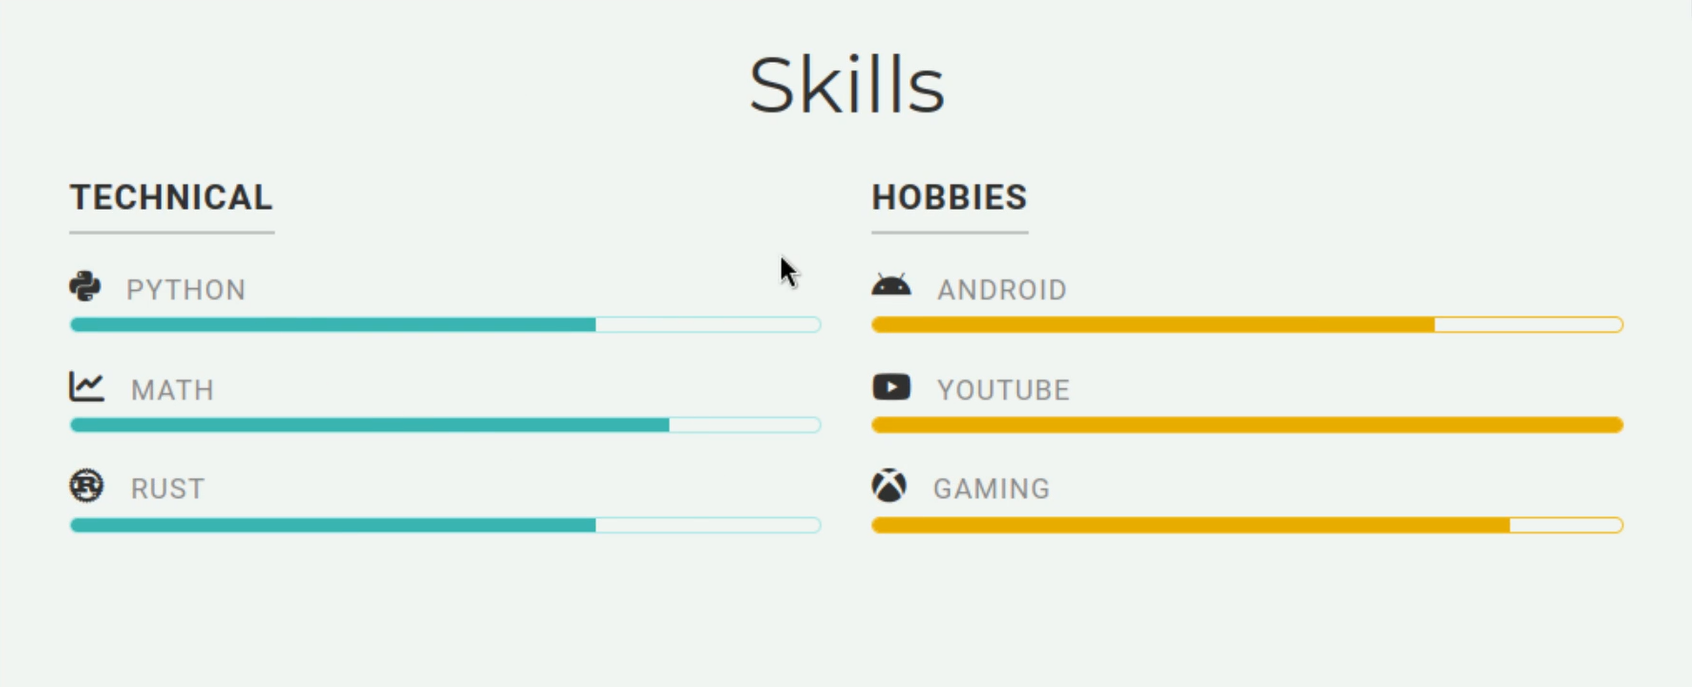 Skills
TECHNICAL
PYTHON
MATH
RUST
HOBBIES
ANDROID
YOUTUBE
GAMING